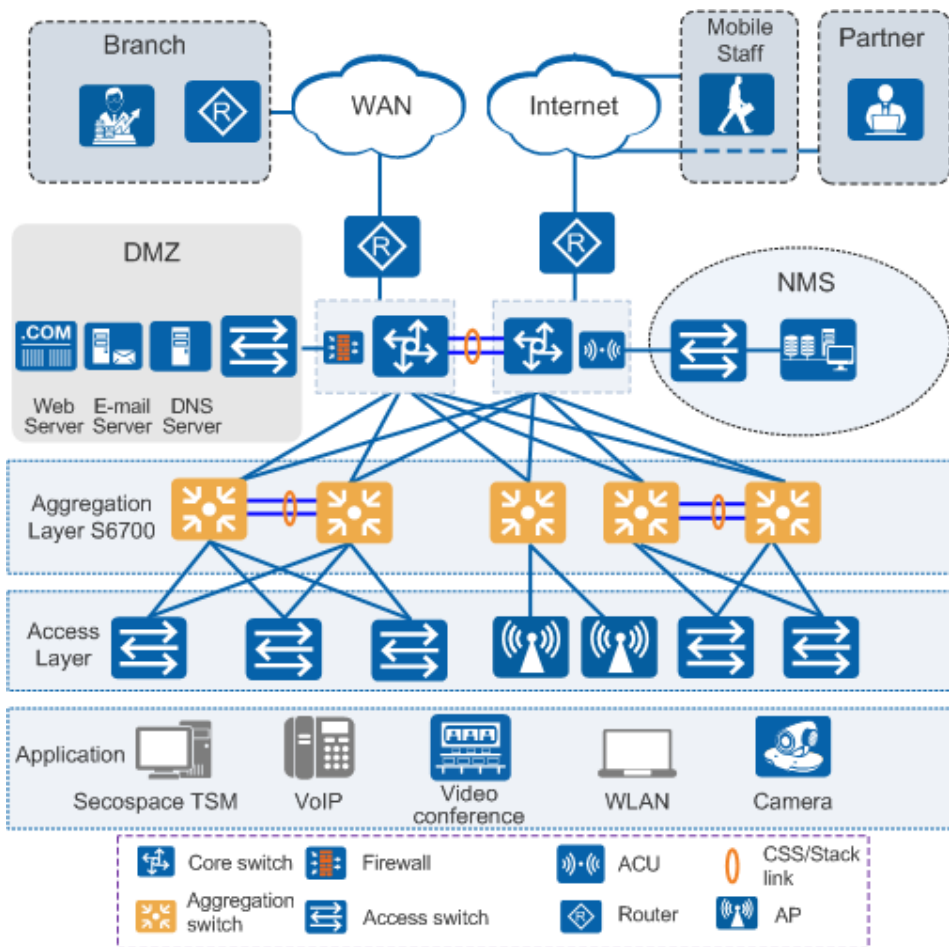 Branch
WAN
Internet
Mobile
Staff
Partner
R
R
R
DMZ
NMS
.COM
Web
Server
E-mail
Server
DNS
Server
Aggregation
Layer S6700
Access
Layer
Application
Secospace TSM
VoIP
Video
conference
WLAN
Camera
Core switch
Firewall
ACU
CSS/Stack
link
Aggregation
switch
Access switch
R
Router
AP